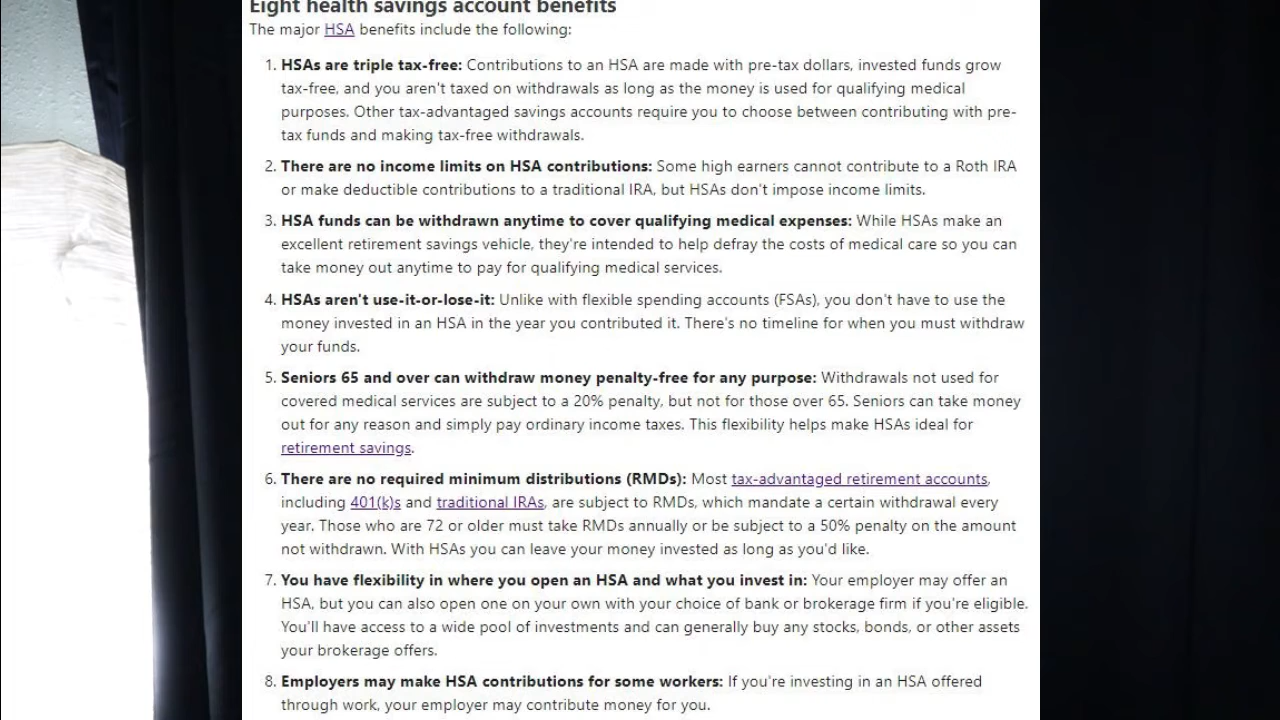 Eight health savings account benefits
The major HSA benefits include the following:
1. HSAs are triple tax-free: Contributions to an HSA are made with pre-tax dollars, invested funds grow
tax-free, and you aren't taxed on withdrawals as long as the money is used for qualifying medical
purposes. Other tax-advantaged savings accounts require you to choose between contributing with pre-
tax funds and making tax-free withdrawals.
2. There are no income limits on HSA contributions: Some high earners cannot contribute to a Roth IRA
or make deductible contributions to a traditional IRA, but HSAs don't impose income limits.
3. HSA funds can be withdrawn anytime to cover qualifying medical expenses: While HSAs make an
excellent retirement savings vehicle, they're intended to help defray the costs of medical care so you can
take money out anytime to pay for qualifying medical services.
4. HSAs aren't use-it-or-lose-it: Unlike with flexible spending accounts (FSAs), you don't have to use the
money invested in an HSA in the year you contributed it. There's no timeline for when you must withdraw
your funds.
5. Seniors 65 and over can withdraw money penalty-free for any purpose: Withdrawals not used for
covered medical services are subject to a 20% penalty, but not for those over 65. Seniors can take money
out for any reason and simply pay ordinary income taxes. This flexibility helps make HSAs ideal for
retirement savings.
6. There are no required minimum distributions (RMDs): Most tax-advantaged retirement accounts,
including 401(k)s and traditional IRAs, are subject to RMDs, which mandate a certain withdrawal every
year. Those who are 72 or older must take RMDs annually or be subject to a 50% penalty on the amount
not withdrawn. With HSAs you can leave your money invested as long as you'd like.
7. You have flexibility in where you open an HSA and what you invest in: Your employer may offer an
HSA, but you can also open one on your own with your choice of bank or brokerage firm if you're eligible.
You'll have access to a wide pool of investments and can generally buy any stocks, bonds, or other assets
your brokerage offers.
8. Employers may make HSA contributions for some workers: If you're investing in an HSA offered
through work, your employer may contribute money for you.